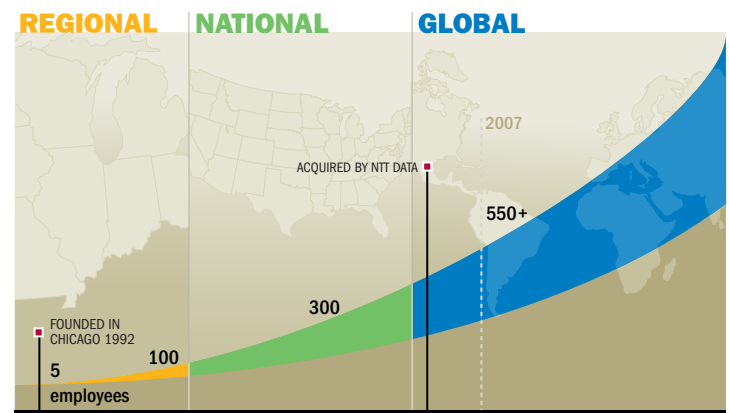 REGIONAL
NATIONAL
GLOBAL
2007
ACQUIRED BY NTT DATA
550+
300
FOUNDED IN
CHICAGO 1992
100
5
employees